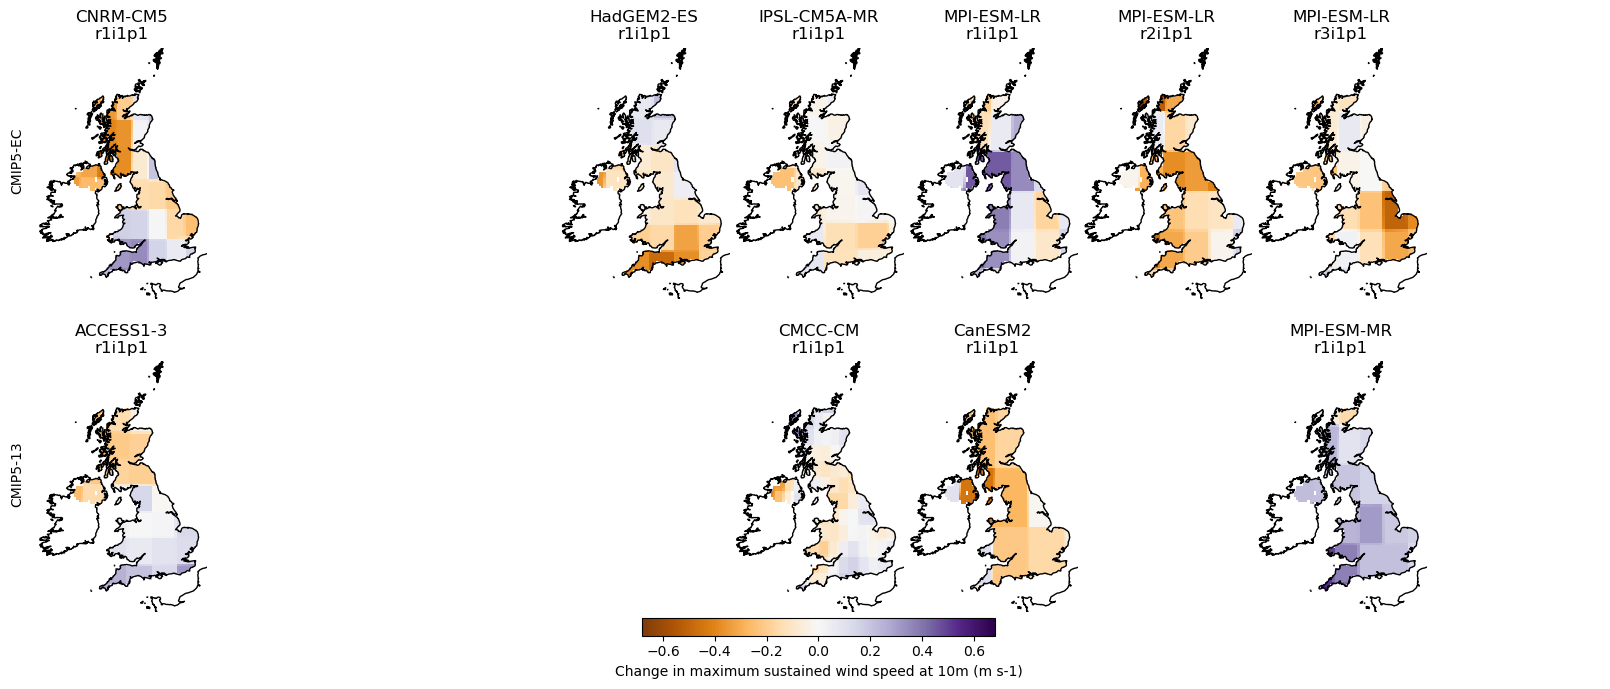 CNRM-CM5
r1i1p1
HadGEM2-ES
r1i1p1
IPSL-CM5A-MR
r1i1p1
MPI-ESM-LR
r1i1p1
MPI-ESM-LR
r2i1p1
MPI-ESM-LR
r3i1p1
CMIP5-EC
ACCESS1-3
r1i1p1
CMCC-CM
r1i1p1
CanESM2
r1i1p1
MPI-ESM-MR
r1i1p1
CMIP5-13
−0.6 −0.4 −0.2 0.0 0.2 0.4 0.6
Change in maximum sustained wind speed at 10m (m s-1)